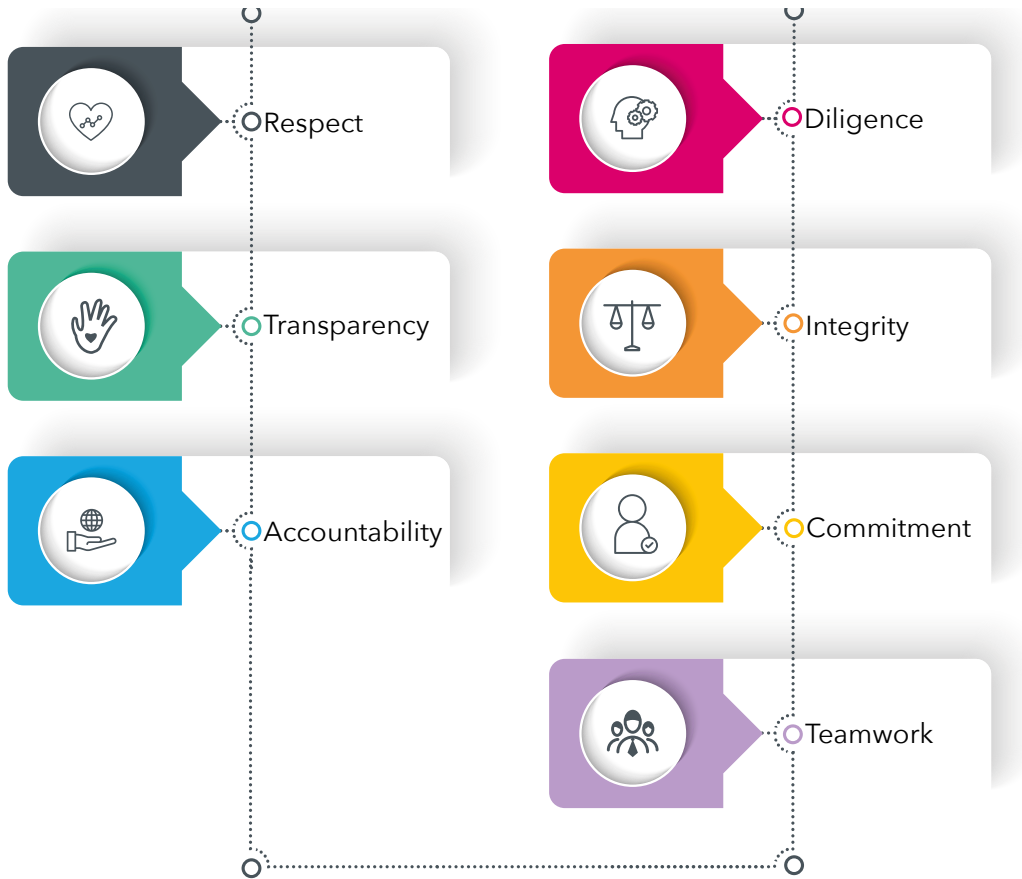 Respect
Transparency
Accountability
Diligence
Integrity
Commitment
Teamwork